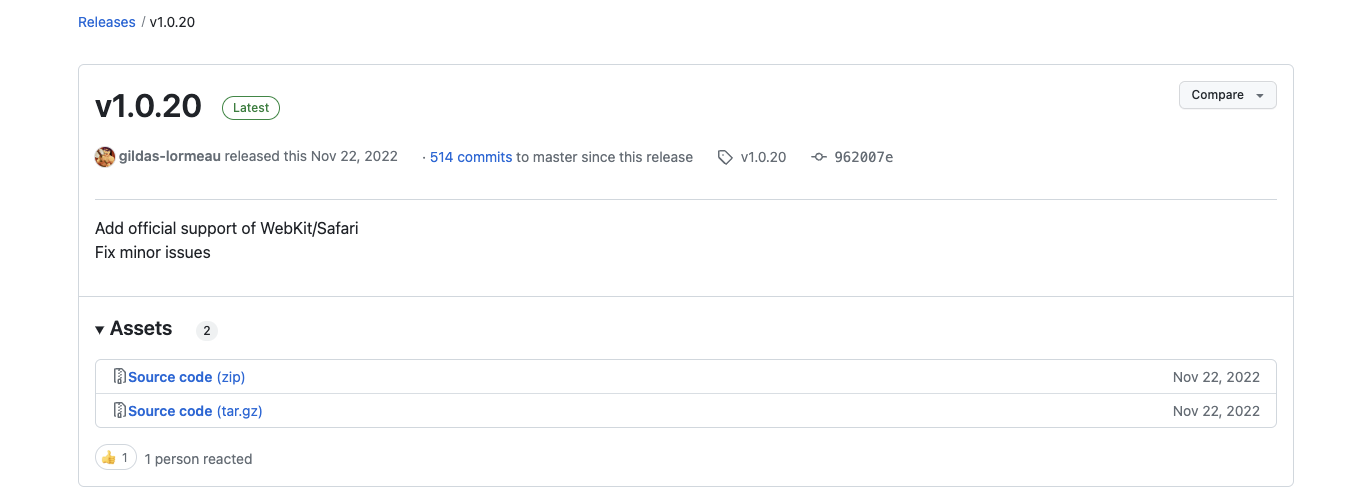 Releases / v1.0.20
v1.0.20 Latest
Compare
gildas-lormeau released this Nov 22, 2022 · 514 commits to master since this release v1.0.20 962007e
Add official support of WebKit/Safari
Fix minor issues
Assets 2
Source code (zip) Nov 22, 2022
Source code (tar.gz) Nov 22, 2022
👍 1 1 person reacted